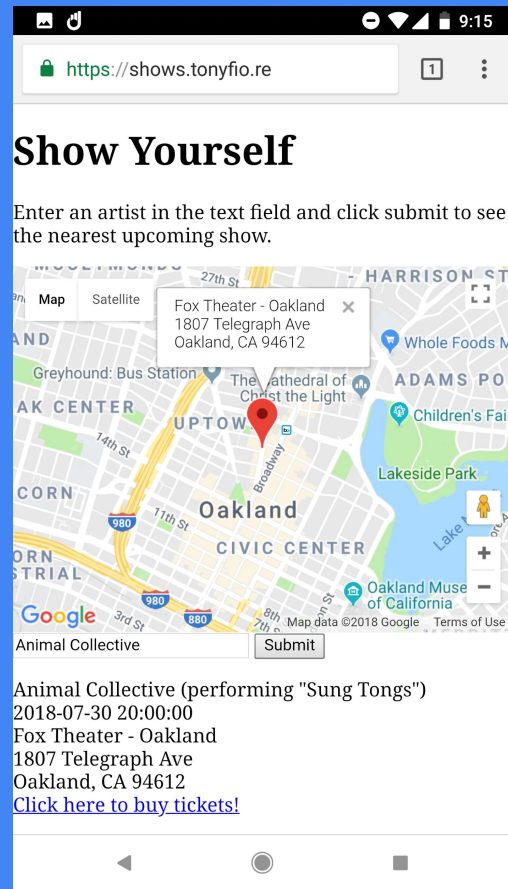 9:15
https://shows.tonyfio.re
1
Show Yourself
Enter an artist in the text field and click submit to see
the nearest upcoming show.
27th St
HARRISON ST
Map Satellite
Fox Theater - Oakland
1807 Telegraph Ave
Oakland, CA 94612
Whole Foods M
AND
Greyhound: Bus Station
The Cathedral of
Christ the Light
ADAMS PO
AK CENTER
UPTOW
Children's Fai
14th St
Broadway
Lakeside Park
CORN
Oakland
980
11th St
CIVIC CENTER
Lake
ORN
STRIAL
980
Oakland Muse
of California
880
8th
7th S
3rd St
Google
Map data ©2018 Google Terms of Use
Animal Collective Submit
Animal Collective (performing "Sung Tongs")
2018-07-30 20:00:00
Fox Theater - Oakland
1807 Telegraph Ave
Oakland, CA 94612
Click here to buy tickets!